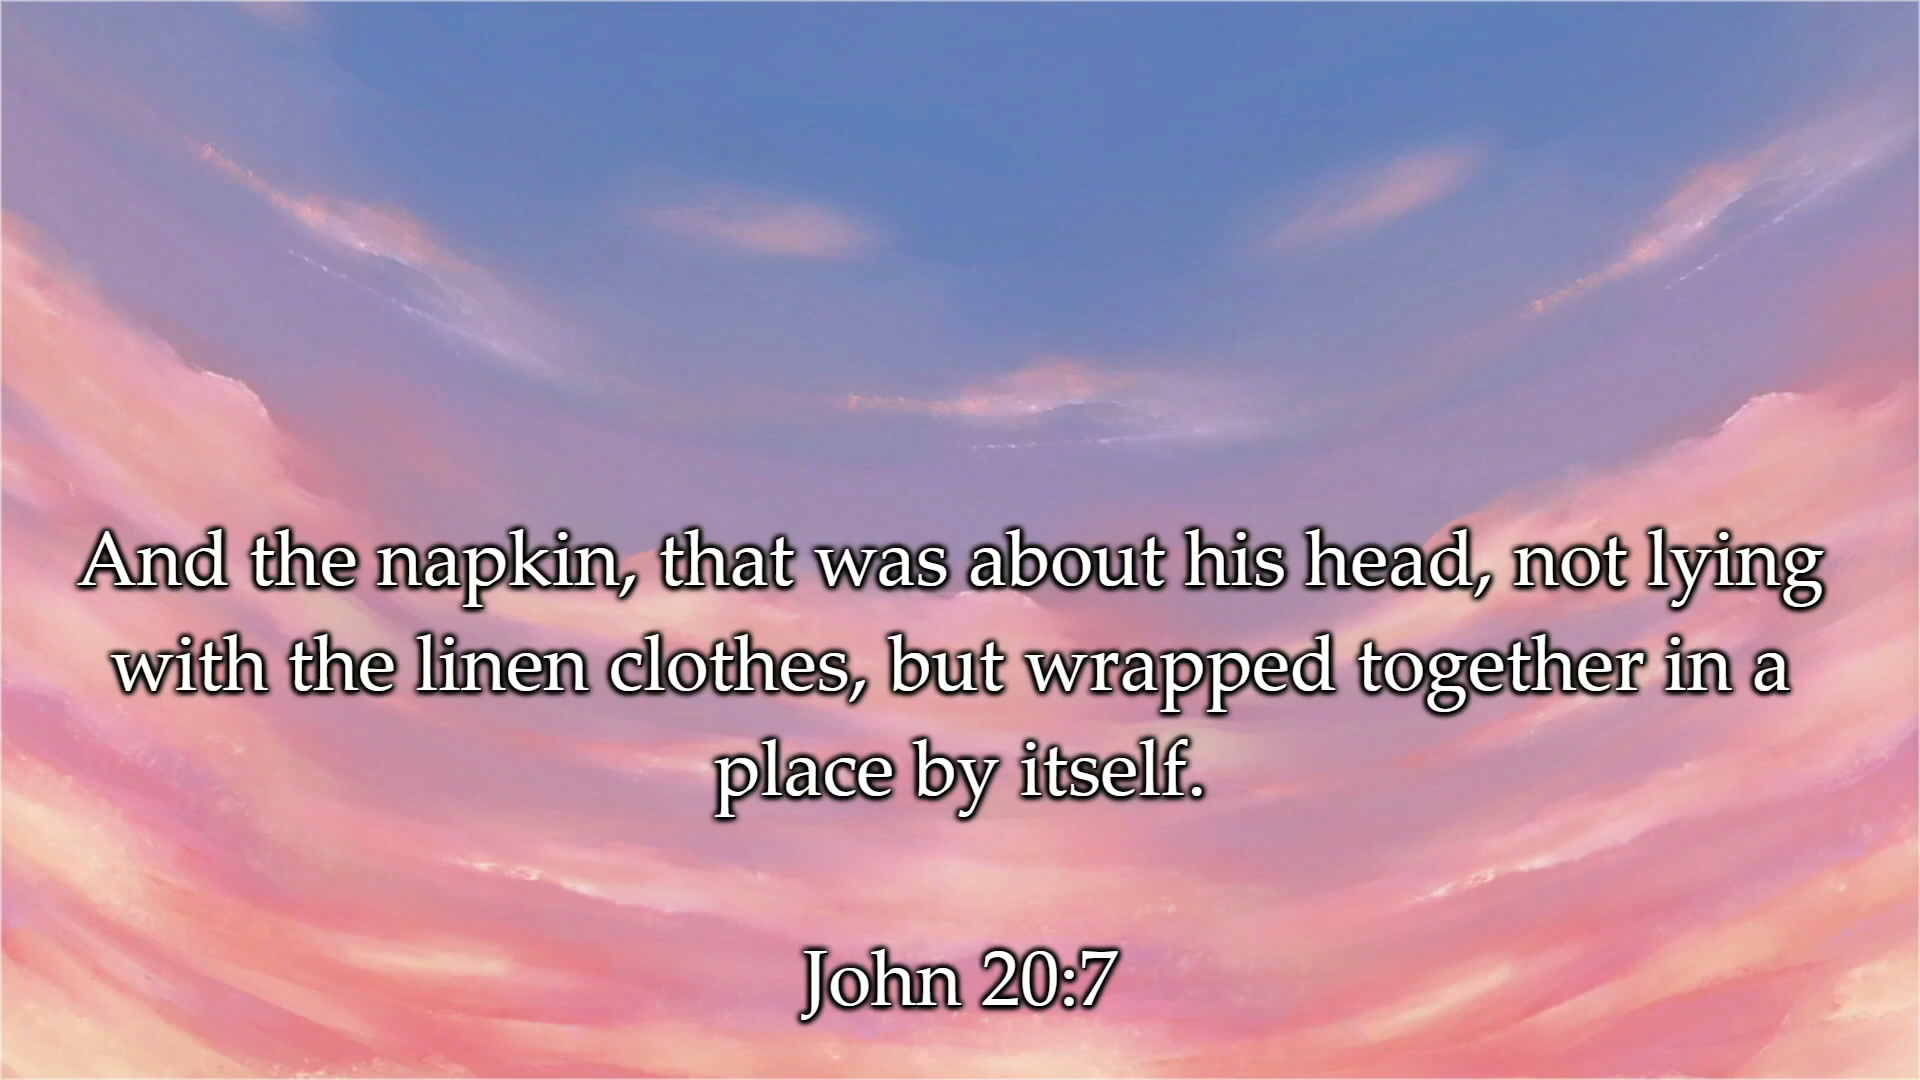 And the napkin, that was about his head, not lying
with the linen clothes, but wrapped together in a
place by itself.
John 20:7